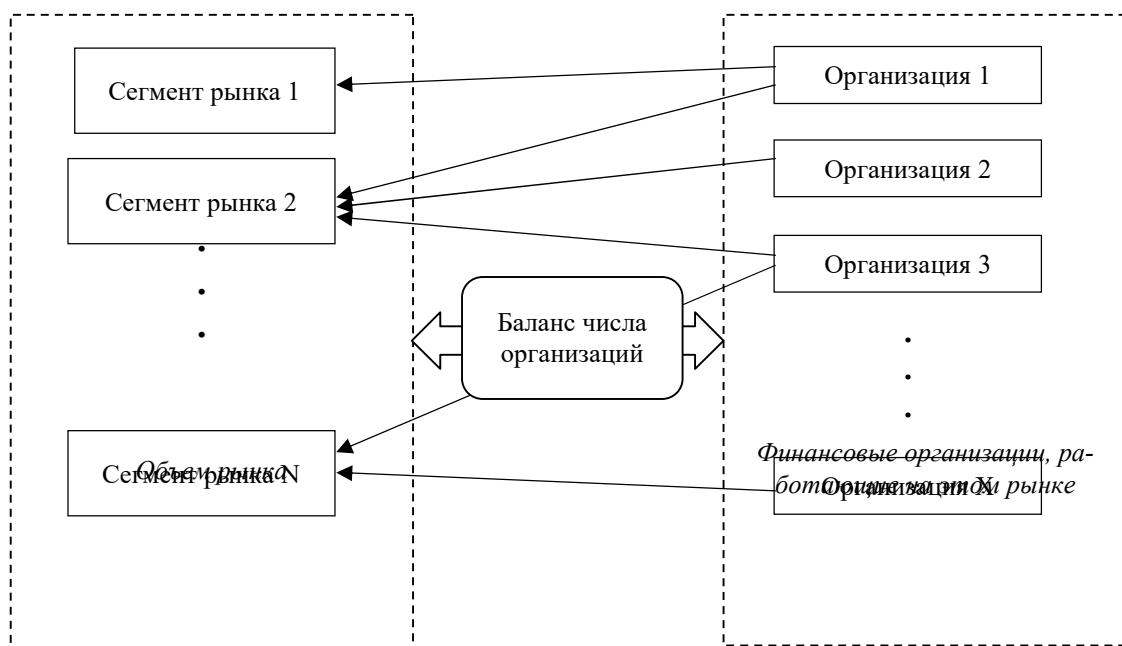 Сегмент рынка 1
Сегмент рынка 2
Сегмент рынка N
Объем рынка
Баланс числа
организаций
Организация 1
Организация 2
Организация 3
Финансовые организации, ра-
ботающие на этом рынке
Организация X